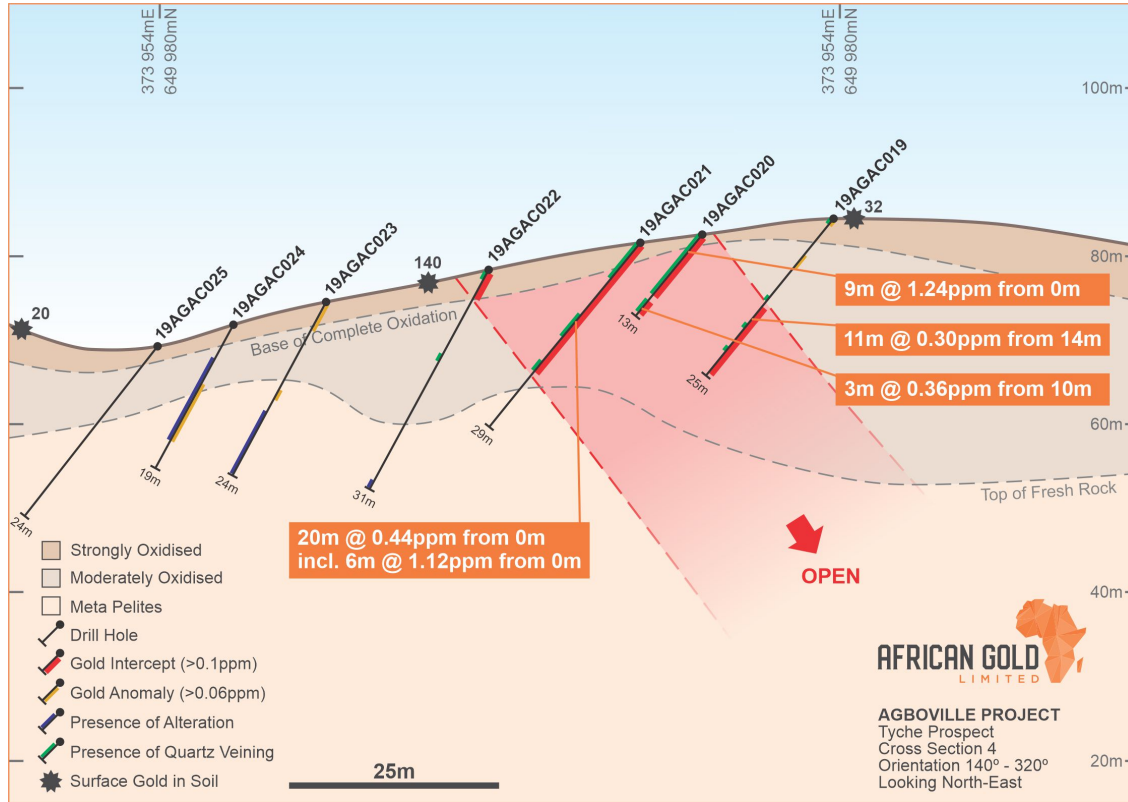 373 954mE
649 980mN
373 954mE
649 980mN
100m
80m
60m
40m
20m
20
19AGAC025
19AGAC024
19AGAC023
140
19AGAC022
19AGAC021
19AGAC020
19AGAC019
32
Base of Complete Oxidation
Top of Fresh Rock
24m
19m
24m
31m
29m
13m
25m
9m @ 1.24ppm from 0m
11m @ 0.30ppm from 14m
3m @ 0.36ppm from 10m
20m @ 0.44ppm from 0m
incl. 6m @ 1.12ppm from 0m
OPEN
Strongly Oxidised
Moderately Oxidised
Meta Pelites
Drill Hole
Gold Intercept (>0.1ppm)
Gold Anomaly (>0.06ppm)
Presence of Alteration
Presence of Quartz Veining
Surface Gold in Soil
25m
AFRICAN GOLD
LIMITED
AGBOVILLE PROJECT
Tyche Prospect
Cross Section 4
Orientation 140º - 320º
Looking North-East